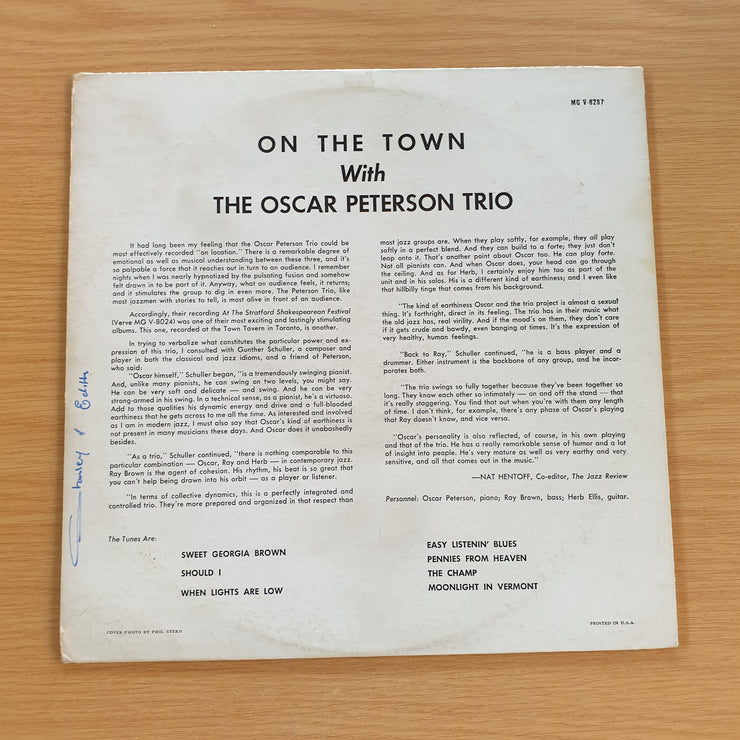 MG V-8287
ON THE TOWN
With
THE OSCAR PETERSON TRIO
It had long been my feeling that the Oscar Peterson Trio could be
most effectively recorded "on location." There is a remarkable degree of
emotional as well as musical understanding between these three, and it's
so palpable a force that it reaches out in turn to an audience. I remember
nights when I was nearly hypnotized by the pulsating fusion and somehow
felt drawn in to be part of it. Anyway, what an audience feels, it returns;
and it stimulates the group to dig in even more. The Peterson Trio, like
most jazzmen with stories to tell, is most alive in front of an audience.
Accordingly, their recording At The Stratford Shakespearean Festival
(Verve MG V-8024) was one of their most exciting and lastingly stimulating
albums. This one, recorded at the Town Tavern in Toronto, is another.
In trying to verbalize what constitutes the particular power and ex-
pression of this trio, I consulted with Gunther Schuller, a composer and
player in both the classical and jazz idioms, and a friend of Peterson,
who said:
"Oscar himself," Schuller began, "is a tremendously swinging pianist.
And, unlike many pianists, he can swing on two levels, you might say.
He can be very soft and delicate — and swing. And he can be very
strong-armed in his swing. In a technical sense, as a pianist, he's a virtuoso.
Add to those qualities his dynamic energy and drive and a full-blooded
earthiness that he gets across to me all the time. As interested and involved
as I am in modern jazz, I must also say that Oscar's kind of earthiness is
not present in many musicians these days. And Oscar does it unabashedly
besides.
"As a trio," Schuller continued, "there is nothing comparable to this
particular combination — Oscar, Ray and Herb — in contemporary jazz.
Ray Brown is the agent of cohesion. His rhythm, his beat is so great that
you can't help being drawn into his orbit — as a player or listener.
"In terms of collective dynamics, this is a perfectly integrated and
controlled trio. They're more prepared and organized in that respect than
most jazz groups are. When they play softly, for example, they all play
softly in a perfect blend. And they can build to a forte; they just don't
leap onto it. That's another point about Oscar too. He can play forte.
Not all pianists can. And when Oscar does, your head can go through
the ceiling. And as for Herb, I certainly enjoy him too as part of the
unit and in his solos. His is a different kind of earthiness; and I even like
that hillbilly tinge that comes from his background.
"The kind of earthiness Oscar and the trio project is almost a sexual
thing. It's forthright, direct in its feeling. The trio has in their music what
the old jazz has, real virility. And if the mood's on them, they don't care
if it gets crude and bawdy, even banging at times. It's the expression of
very healthy, human feelings.
"Back to Ray," Schuller continued, "he is a bass player and a
drummer. Either instrument is the backbone of any group, and he incor-
porates both.
"The trio swings so fully together because they've been together so
long. They know each other so intimately — on and off the stand — that
it's really staggering. You find that out when you're with them any length
of time. I don't think, for example, there's any phase of Oscar's playing
that Ray doesn't know, and vice versa.
"Oscar's personality is also reflected, of course, in his own playing
and that of the trio. He has a really remarkable sense of humor and a lot
of insight into people. He's very mature as well as very earthy and very
sensitive, and all that comes out in the music."
—NAT HENTOFF, Co-editor, The Jazz Review
Personnel: Oscar Peterson, piano; Ray Brown, bass; Herb Ellis, guitar.
The Tunes Are:
SWEET GEORGIA BROWN
SHOULD I
WHEN LIGHTS ARE LOW
EASY LISTENIN' BLUES
PENNIES FROM HEAVEN
THE CHAMP
MOONLIGHT IN VERMONT
COVER PHOTO BY PHIL STERN
PRINTED IN U.S.A.
Stanley & Edith